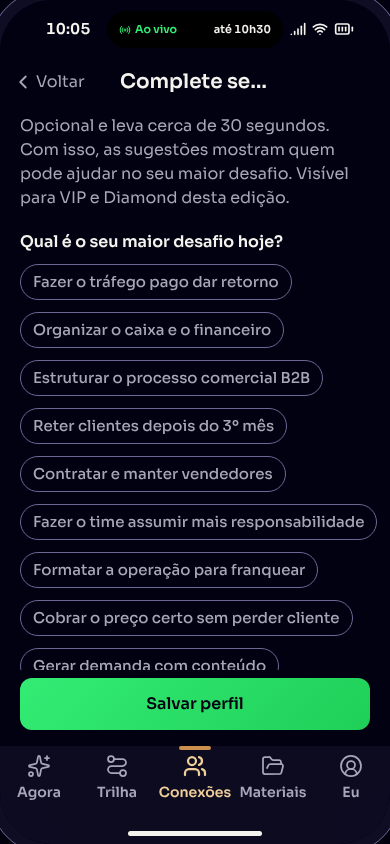 10:05
Ao vivo
até 10h30
Voltar
Complete se...
Opcional e leva cerca de 30 segundos.
Com isso, as sugestões mostram quem
pode ajudar no seu maior desafio. Visível
para VIP e Diamond desta edição.
Qual é o seu maior desafio hoje?
Fazer o tráfego pago dar retorno
Organizar o caixa e o financeiro
Estruturar o processo comercial B2B
Reter clientes depois do 3º mês
Contratar e manter vendedores
Fazer o time assumir mais responsabilidade
Formatar a operação para franquear
Cobrar o preço certo sem perder cliente
Gerar demanda com conteúdo
Salvar perfil
Agora
Trilha
Conexões
Materiais
Eu